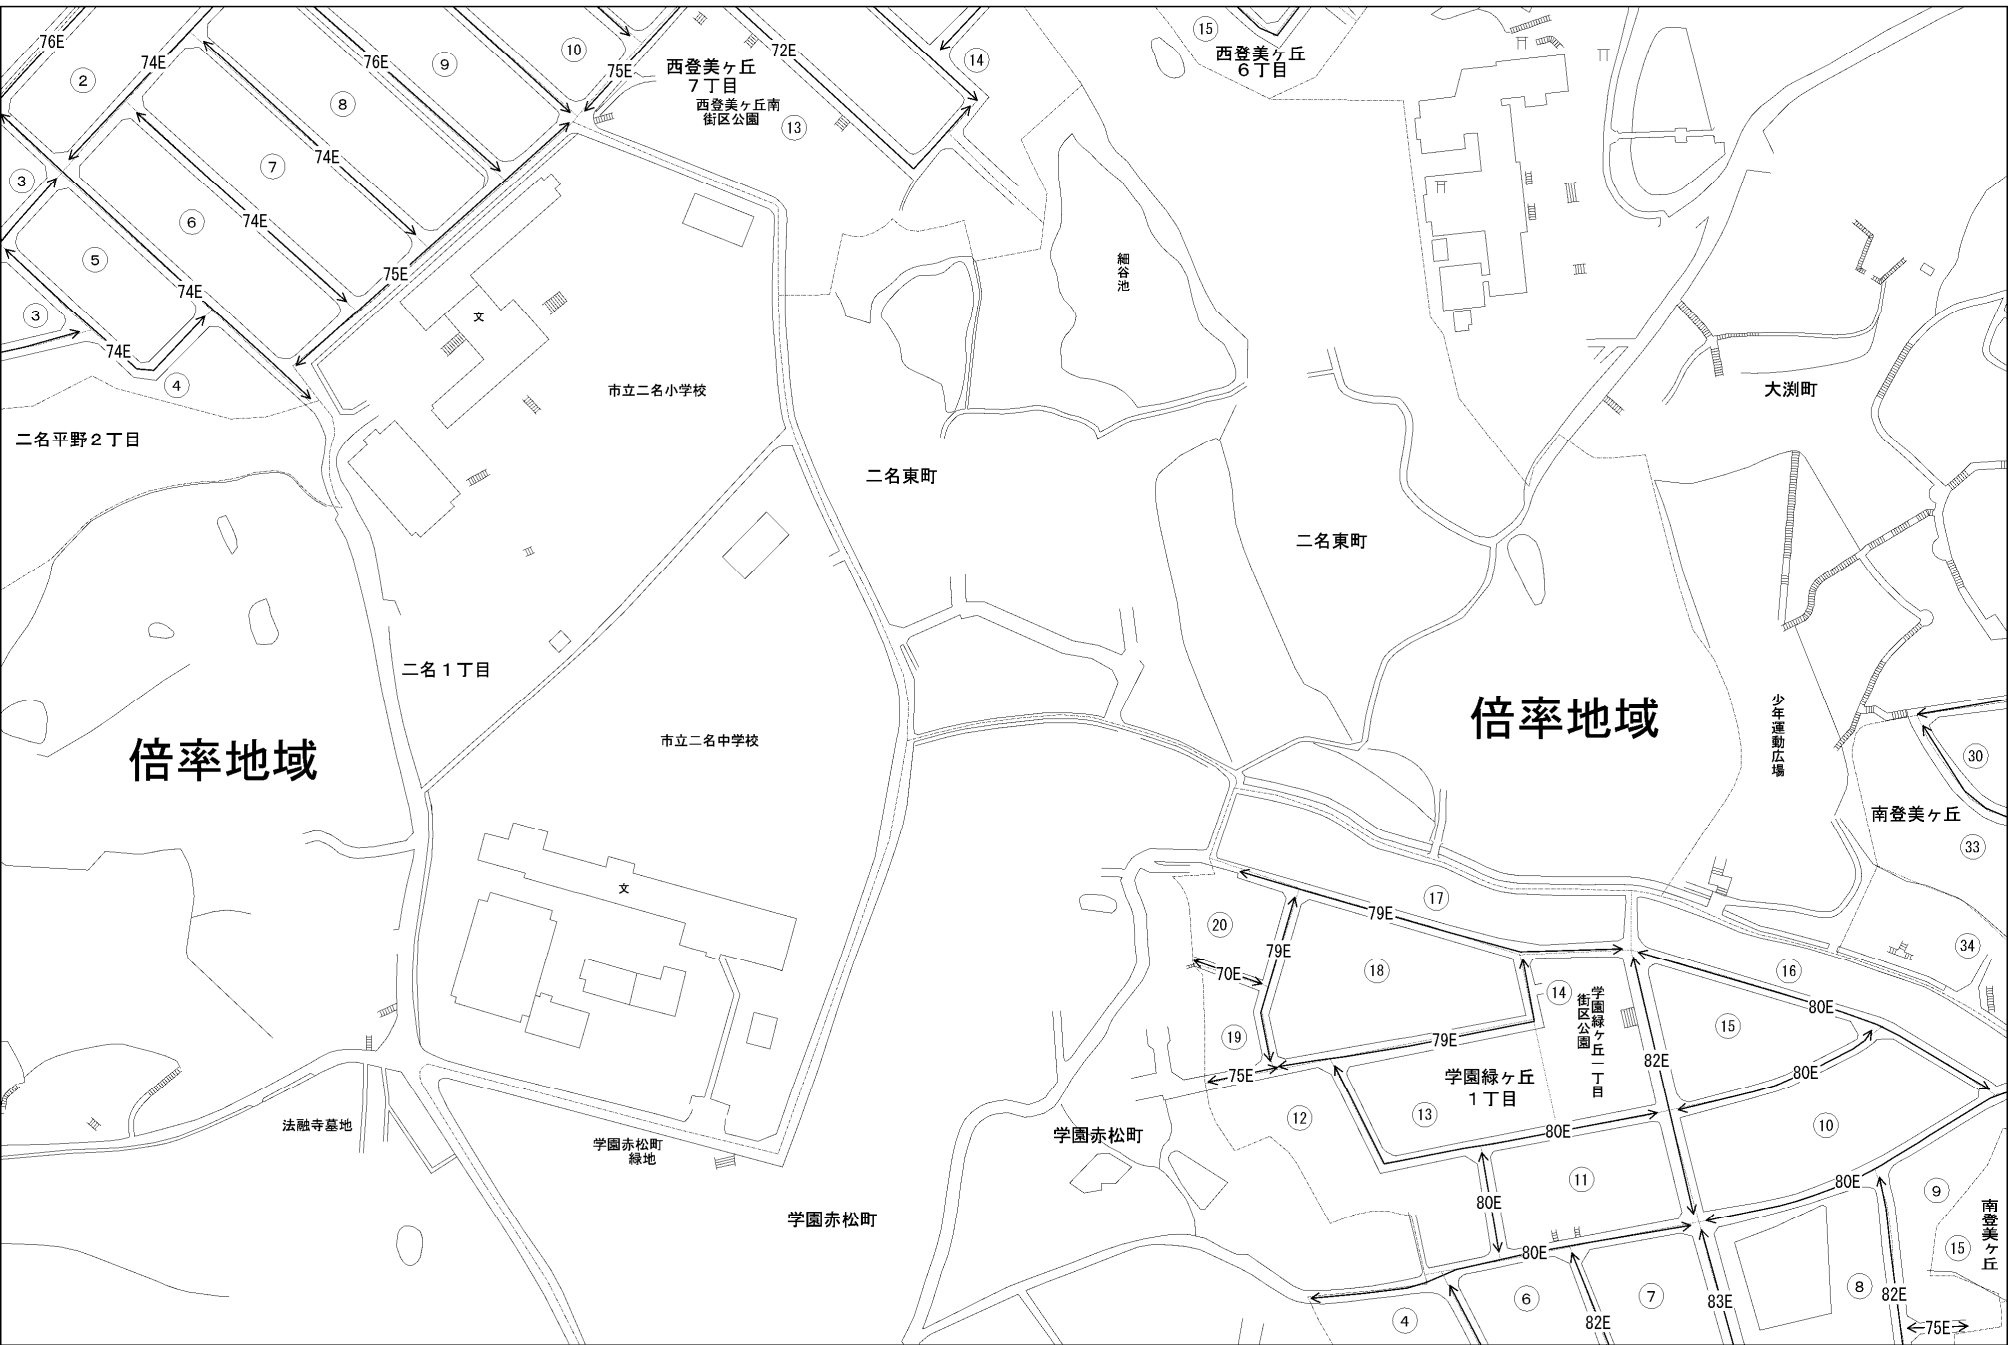 76E
74E
76E
②
⑧
⑨
⑩
75E
西登美ヶ丘
7丁目
西登美ヶ丘南
街区公園
⑬
72E
⑭
⑮
西登美ヶ丘
6丁目
③
⑦
74E
⑥
74E
⑤
75E
74E
③
74E
④
文
細谷池
市立二名小学校
大渕町
二名平野2丁目
二名東町
二名東町
二名1丁目
倍率地域
市立二名中学校
倍率地域
少年運動広場
㉚
南登美ヶ丘
㉝
文
⑰
79E
⑳
79E
70E
⑱
⑭
学園緑ヶ丘一丁目
街区公園
⑯
㉞
80E
⑮
⑲
79E
75E
82E
80E
学園緑ヶ丘
1丁目
⑫
⑬
80E
⑩
法融寺墓地
学園赤松町
緑地
学園赤松町
⑪
80E
80E
⑨
南登美ヶ丘
⑮
学園赤松町
80E
⑥
⑦
⑧
④
82E
83E
82E
75E